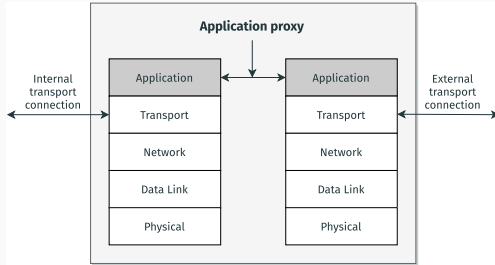 Application proxy
Internal
transport
connection
Application
Transport
Network
Data Link
Physical
Application
Transport
Network
Data Link
Physical
External
transport
connection